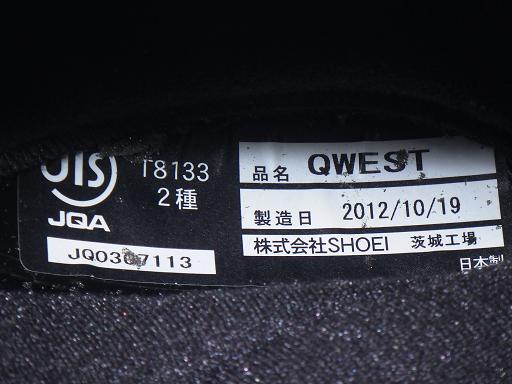 JIS
T8133
2種
JQA
品名 QWEST
製造日 2012/10/19
株式会社SHOEI 茨城工場
日本製